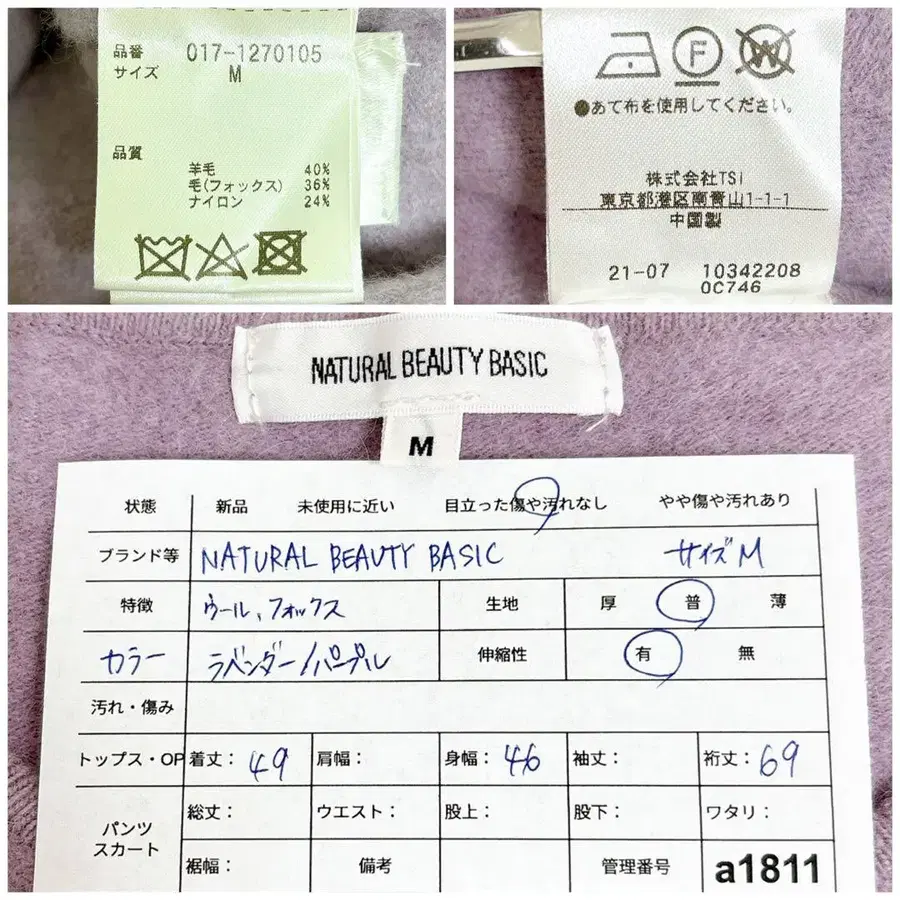 品番 017-1270105
サイズ M
品質
羊毛 40%
毛(フォックス) 36%
ナイロン 24%
F
W
●あて布を使用してください。
株式会社TSI
東京都港区南青山1-1-1
中国製
21-07 10342208
0C746
NATURAL BEAUTY BASIC
M
状態 新品 未使用に近い 目立った傷や汚れなし やや傷や汚れあり
ブランド等 NATURAL BEAUTY BASIC サイズM
特徴 ウール、フォックス 生地 厚 普 薄
カラー ラベンダー/パープル 伸縮性 有 無
汚れ・傷み
トップス・OP 着丈: 49 肩幅: 身幅: 46 袖丈: 裄丈: 69
パンツ スカート 総丈: ウエスト: 股上: 股下: ワタリ:
裾幅: 備考 管理番号 a1811